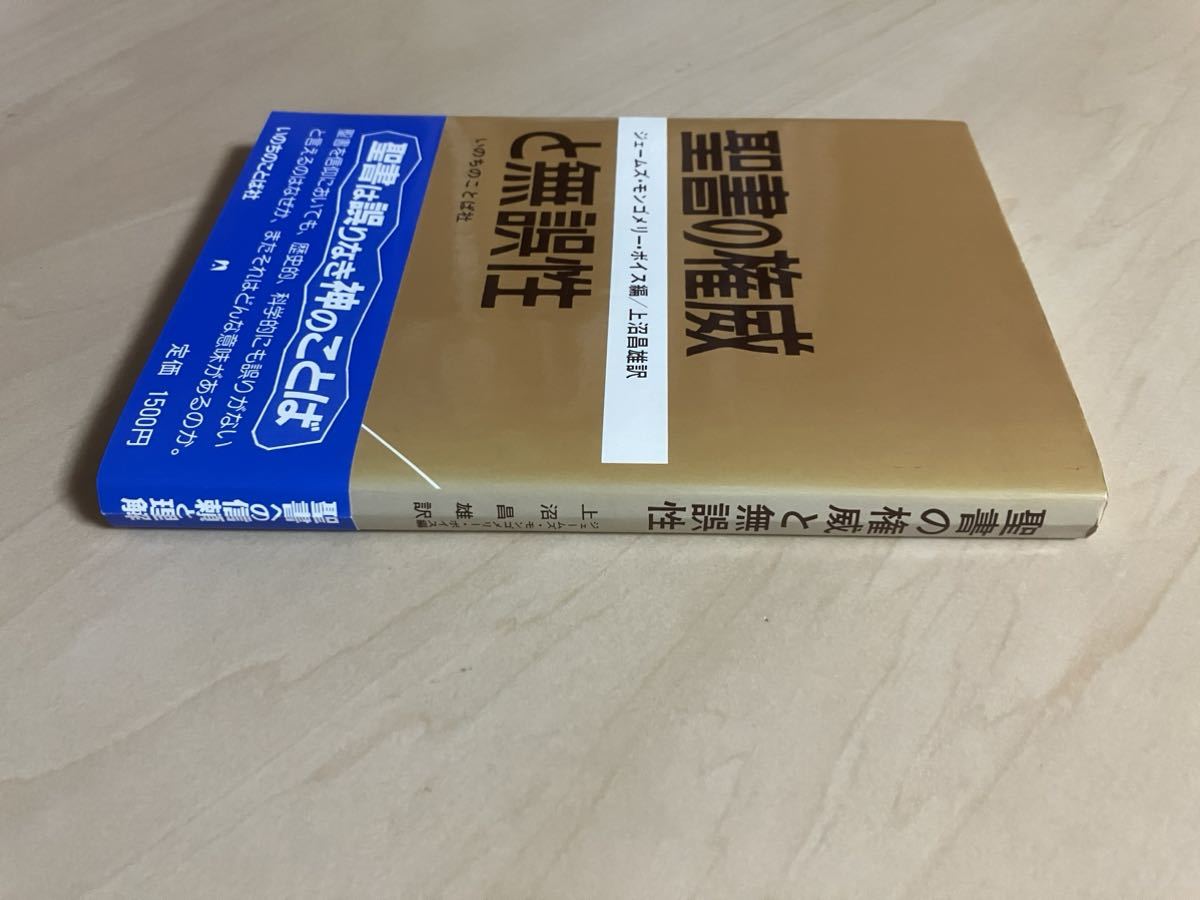 聖書の権威
ジェームズ・モンゴメリー・ボイス編/上沼昌雄訳
と無誤性
いのちのことば社
聖書は誤りなき神のことば
聖書を信仰においても、歴史的、科学的にも誤りがない
と言えるのはなぜか、またそれはどんな意味があるのか。
いのちのことば社
定価 1500円
聖書の権威と無誤性
ジェームズ・モンゴメリー・ボイス編
上沼昌雄訳
聖書への信頼と理解